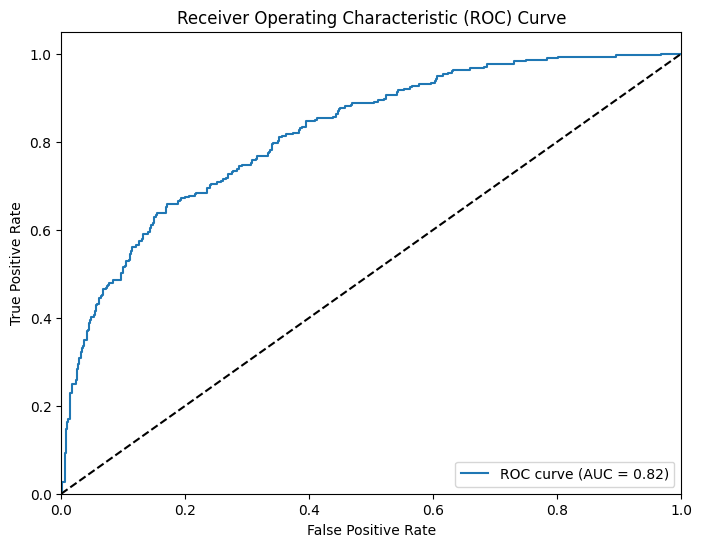 Receiver Operating Characteristic (ROC) Curve
1.0
0.8
0.6
0.4
0.2
0.0
True Positive Rate
ROC curve (AUC = 0.82)
0.0 0.2 0.4 0.6 0.8 1.0
False Positive Rate